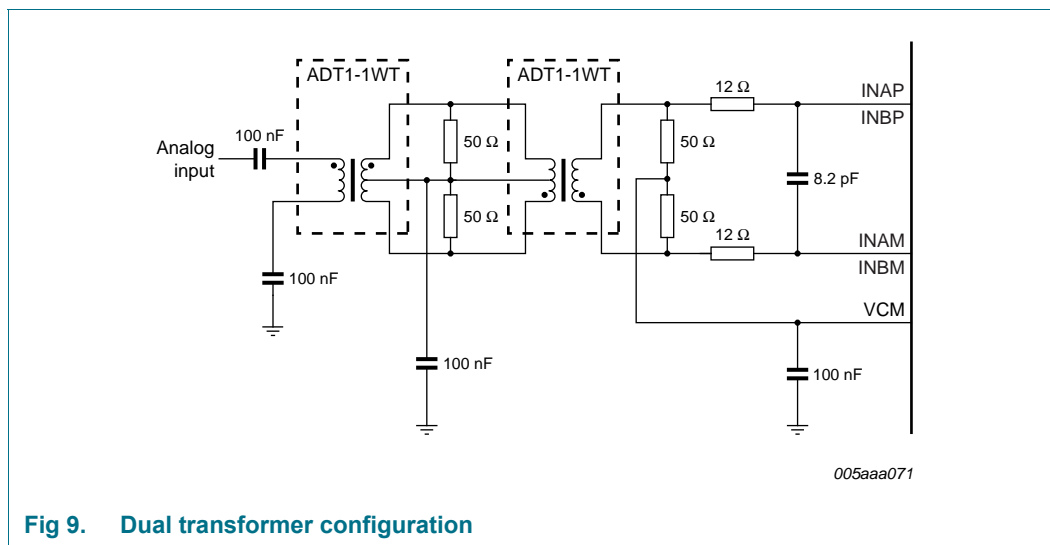 ADT1-1WT
ADT1-1WT
12 Ω
INAP
INBP
100 nF
Analog
input
50 Ω
50 Ω
8.2 pF
50 Ω
50 Ω
12 Ω
INAM
INBM
100 nF
VCM
100 nF
100 nF
005aaa071
Fig 9. Dual transformer configuration